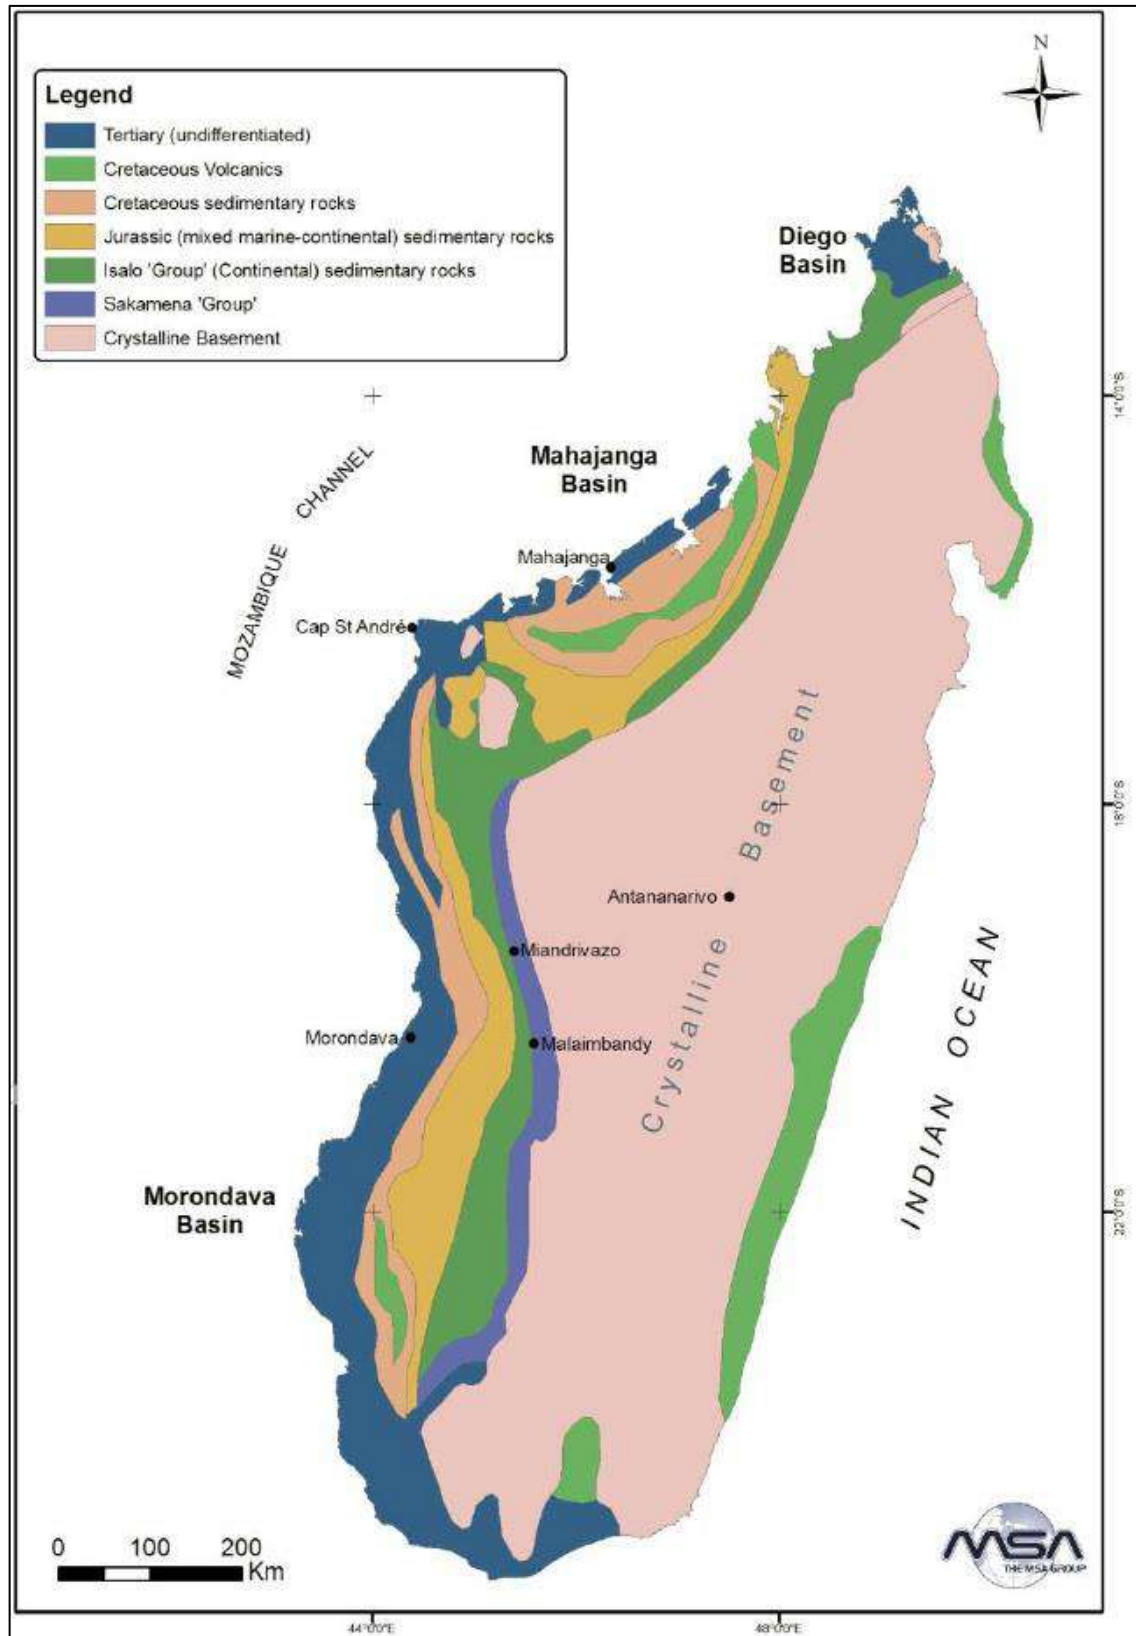 N
Legend
Tertiary (undifferentiated)
Cretaceous Volcanics
Cretaceous sedimentary rocks
Jurassic (mixed marine-continental) sedimentary rocks
Isalo 'Group' (Continental) sedimentary rocks
Sakamena 'Group'
Crystalline Basement
Diego
Basin
14°0'0"S
MOZAMBIQUE CHANNEL
Mahajanga
Basin
Mahajanga
Cap St André
18°0'0"S
Crystalline Basement
Antananarivo
Miandrivazo
Morondava
Malaimbandy
INDIAN OCEAN
Morondava
Basin
22°0'0"S
0 100 200
Km
MSA
THE MSA GROUP
44°0'0"E
48°0'0"E